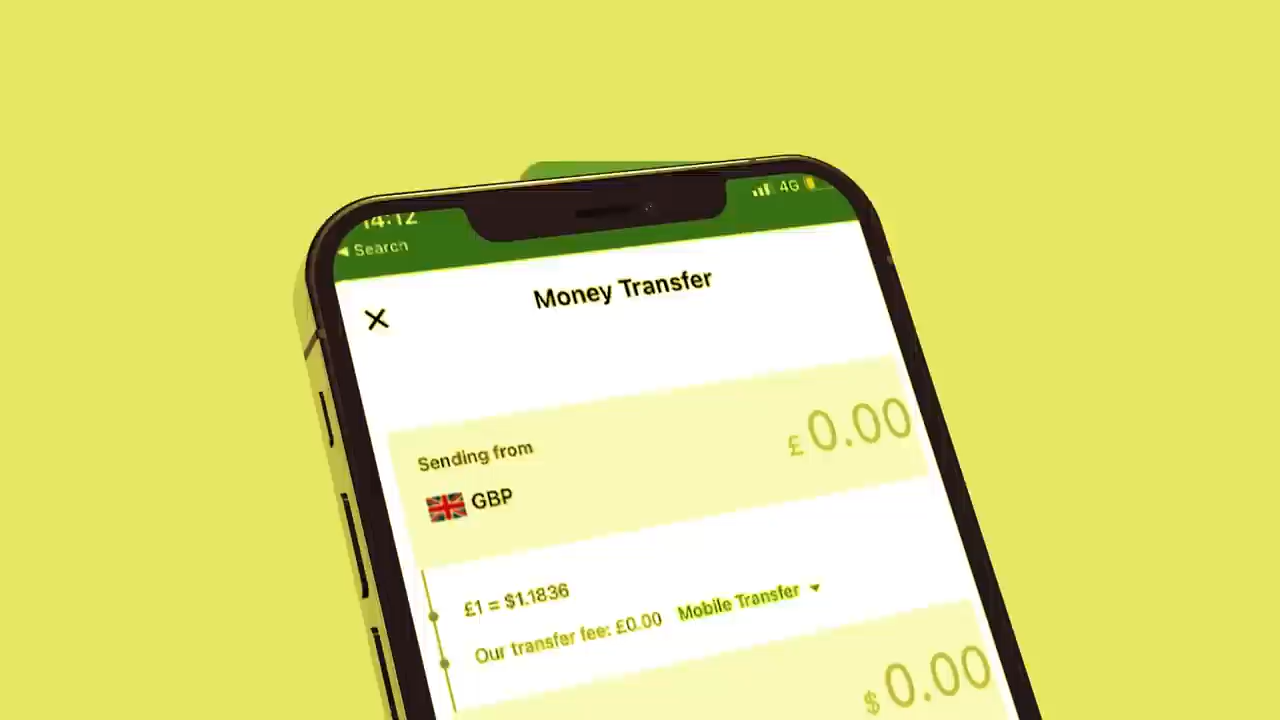 14:12
4G
◀ Search
Money Transfer
Sending from
£0.00
GBP
£1 = $1.1836
Our transfer fee: £0.00 Mobile Transfer
$0.00